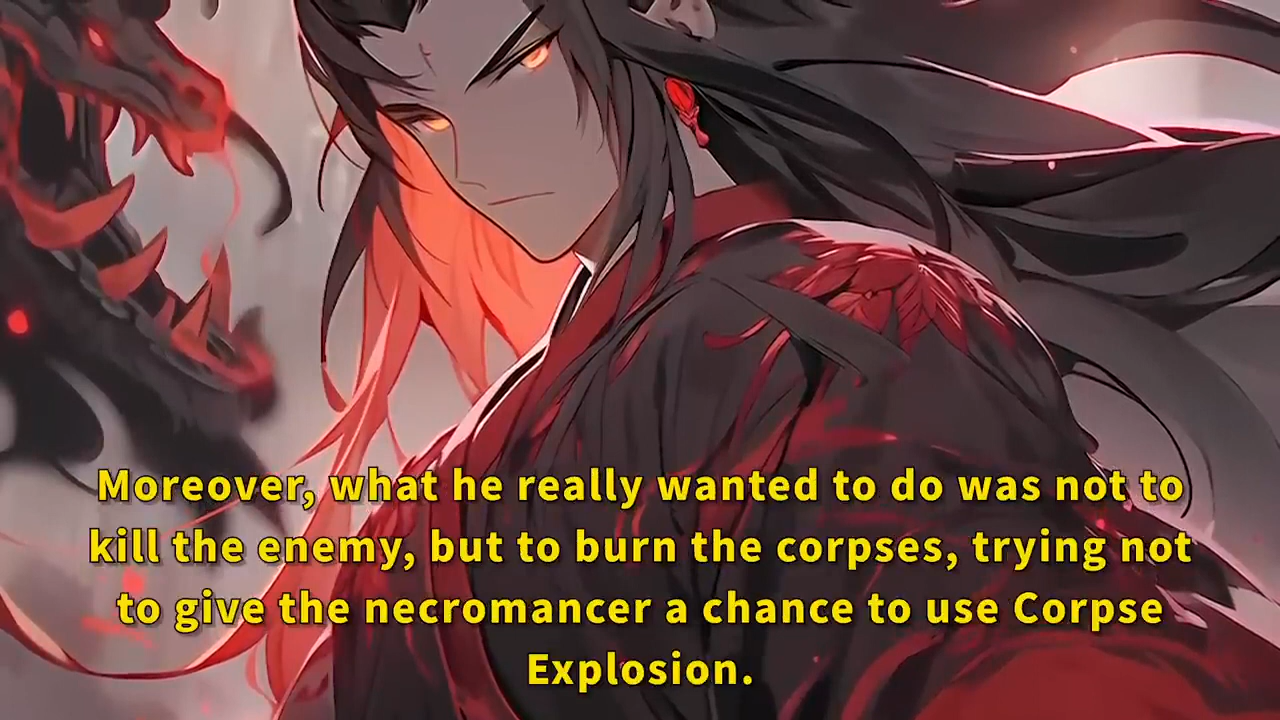 Moreover, what he really wanted to do was not to
kill the enemy, but to burn the corpses, trying not
to give the necromancer a chance to use Corpse
Explosion.